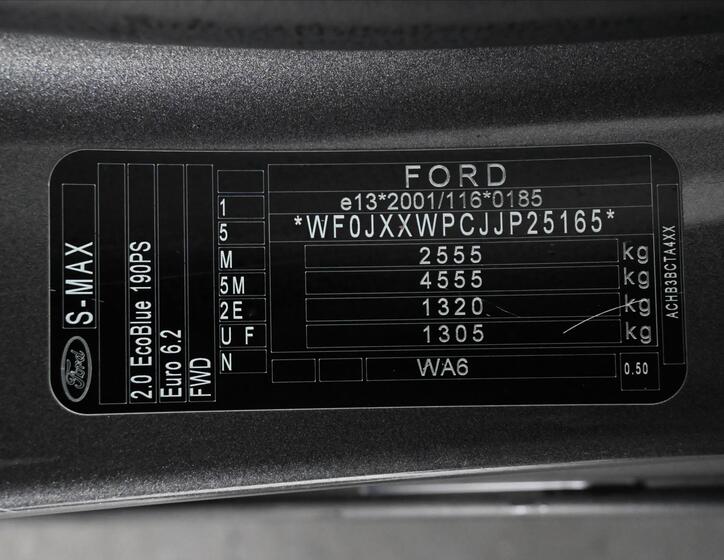 Ford
S-MAX
2.0 EcoBlue 190PS
Euro 6.2
FWD
1
5
M
5M
2E
U F
N
FORD
e13*2001/116*0185
*WF0JXXWPCJJP25165*
2555 kg
4555 kg
1320 kg
1305 kg
WA6
0.50
ACHB3BCTA4XX